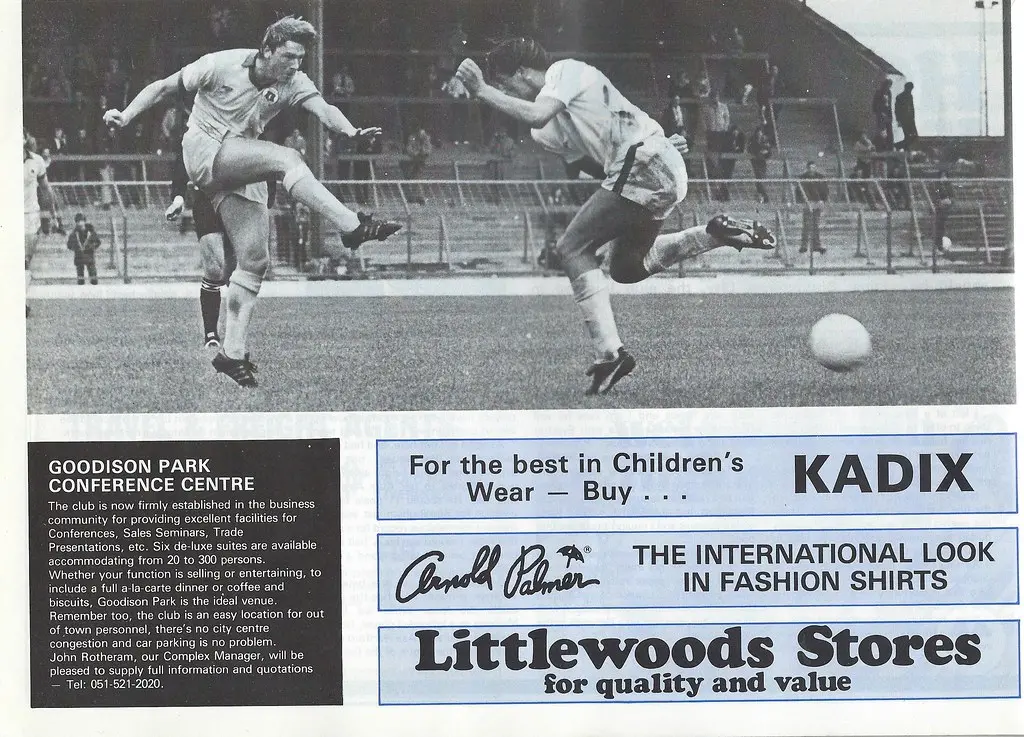 GOODISON PARK
CONFERENCE CENTRE
The club is now firmly established in the business
community for providing excellent facilities for
Conferences, Sales Seminars, Trade
Presentations, etc. Six de-luxe suites are available
accommodating from 20 to 300 persons.
Whether your function is selling or entertaining, to
include a full a-la-carte dinner or coffee and
biscuits, Goodison Park is the ideal venue.
Remember too, the club is an easy location for out
of town personnel, there's no city centre
congestion and car parking is no problem.
John Rotheram, our Complex Manager, will be
pleased to supply full information and quotations
— Tel: 051-521-2020.
For the best in Children's
Wear — Buy . . .
KADIX
Arnold Palmer®
THE INTERNATIONAL LOOK
IN FASHION SHIRTS
Littlewoods Stores
for quality and value